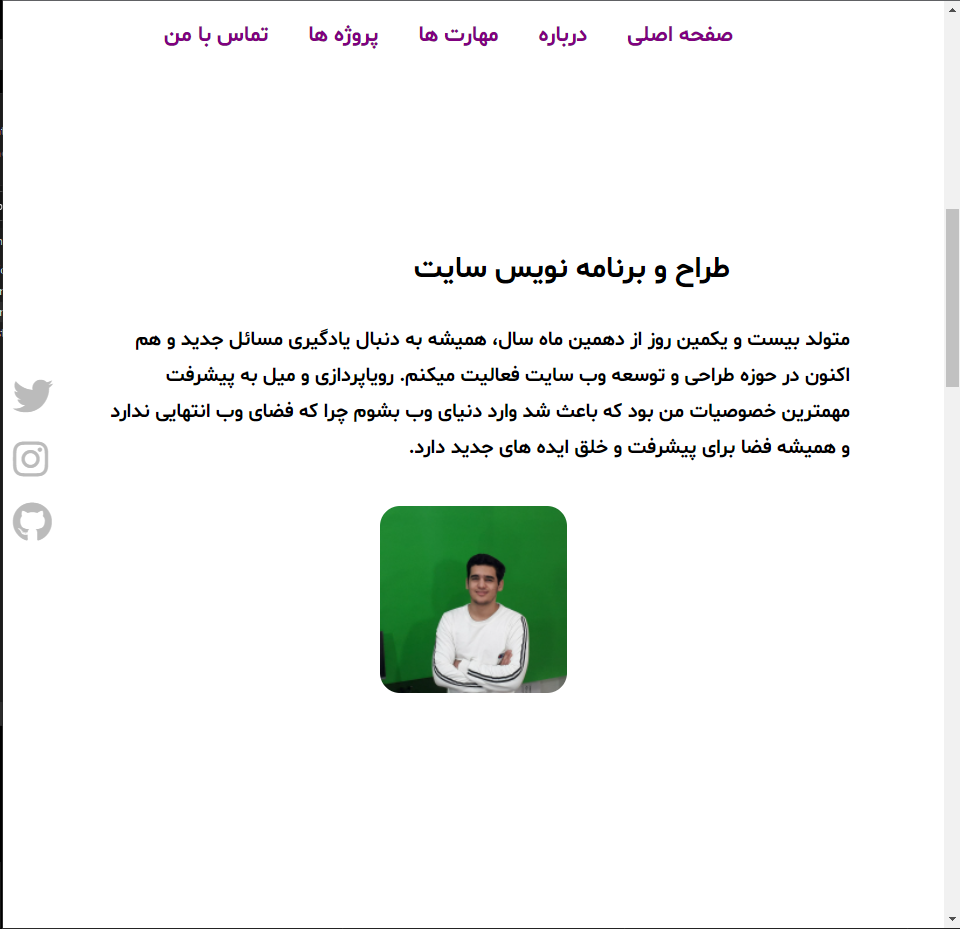 صفحه اصلی درباره مهارت ها پروژه ها تماس با من
طراح و برنامه نویس سایت
متولد بیست و یکمین روز از دهمین ماه سال، همیشه به دنبال یادگیری مسائل جدید و هم
اکنون در حوزه طراحی و توسعه وب سایت فعالیت میکنم. رویاپردازی و میل به پیشرفت
مهمترین خصوصیات من بود که باعث شد وارد دنیای وب بشوم چرا که فضای وب انتهایی ندارد
و همیشه فضا برای پیشرفت و خلق ایده های جدید دارد.